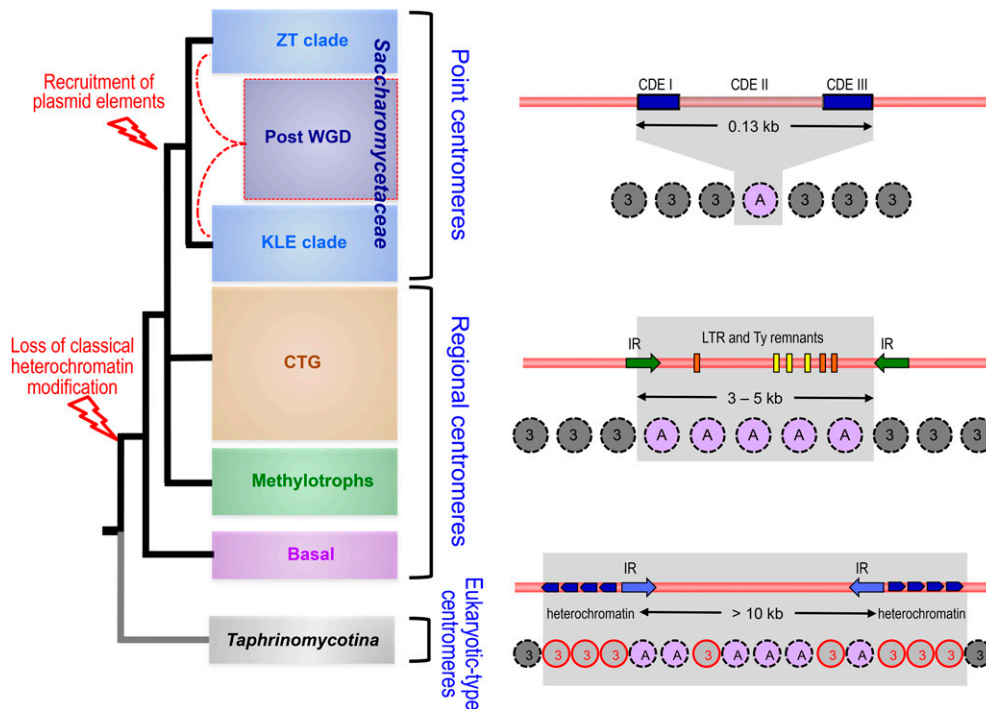 Recruitment of
plasmid elements
Loss of classical
heterochromatin
modification
ZT clade
Post WGD
KLE clade
Saccharomycetaceae
CTG
Methylotrophs
Basal
Taphrinomycotina
Point centromeres
Regional centromeres
Eukaryotic-type
centromeres
CDE I
CDE II
CDE III
0.13 kb
3 3 3 A 3 3 3
IR
LTR and Ty remnants
IR
3 – 5 kb
3 3 3 A A A A A 3 3 3
IR
IR
heterochromatin
> 10 kb
heterochromatin
3 3 3 3 A A 3 A A A 3 A 3 3 3 3